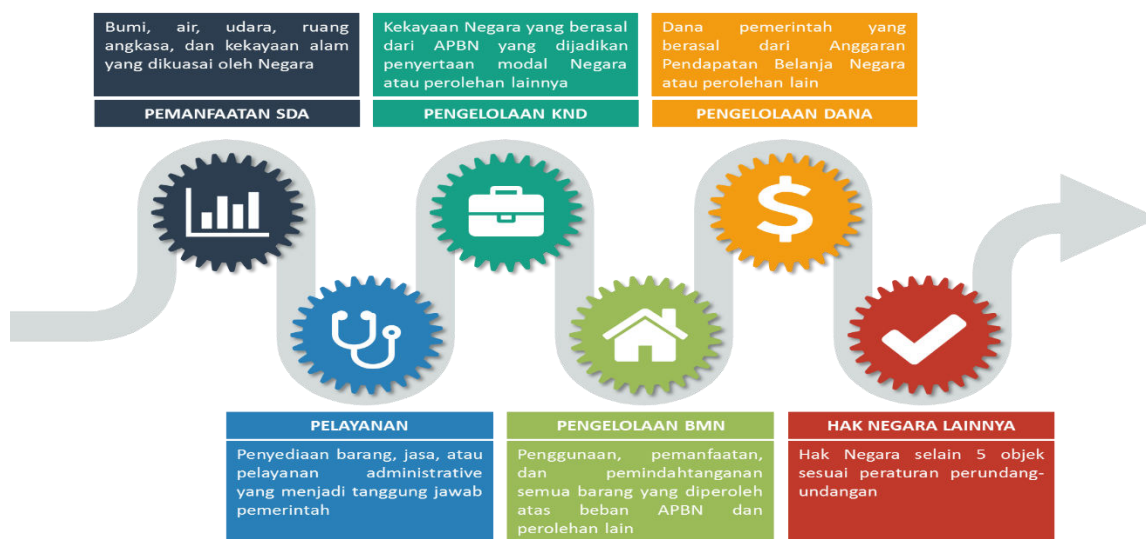 Bumi, air, udara, ruang
angkasa, dan kekayaan alam
yang dikuasai oleh Negara
PEMANFAATAN SDA
Kekayaan Negara yang berasal
dari APBN yang dijadikan
penyertaan modal Negara
atau perolehan lainnya
PENGELOLAAN KND
Dana pemerintah yang
berasal dari Anggaran
Pendapatan Belanja Negara
atau perolehan lain
PENGELOLAAN DANA
$
PELAYANAN
Penyediaan barang, jasa, atau
pelayanan administrative
yang menjadi tanggung jawab
pemerintah
PENGELOLAAN BMN
Penggunaan, pemanfaatan,
dan pemindahtanganan
semua barang yang diperoleh
atas beban APBN dan
perolehan lain
HAK NEGARA LAINNYA
Hak Negara selain 5 objek
sesuai peraturan perundang-
undangan